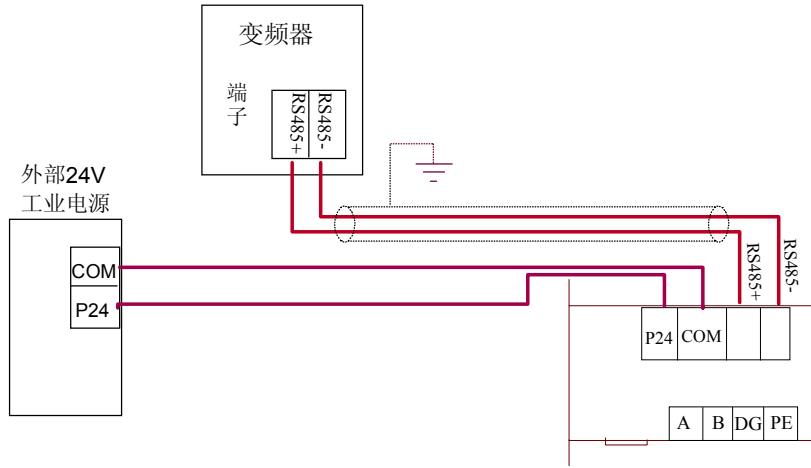 变频器
端子
RS485+
RS485-
外部24V
工业电源
COM
P24
RS485+
RS485-
P24
COM
A
B
DG
PE